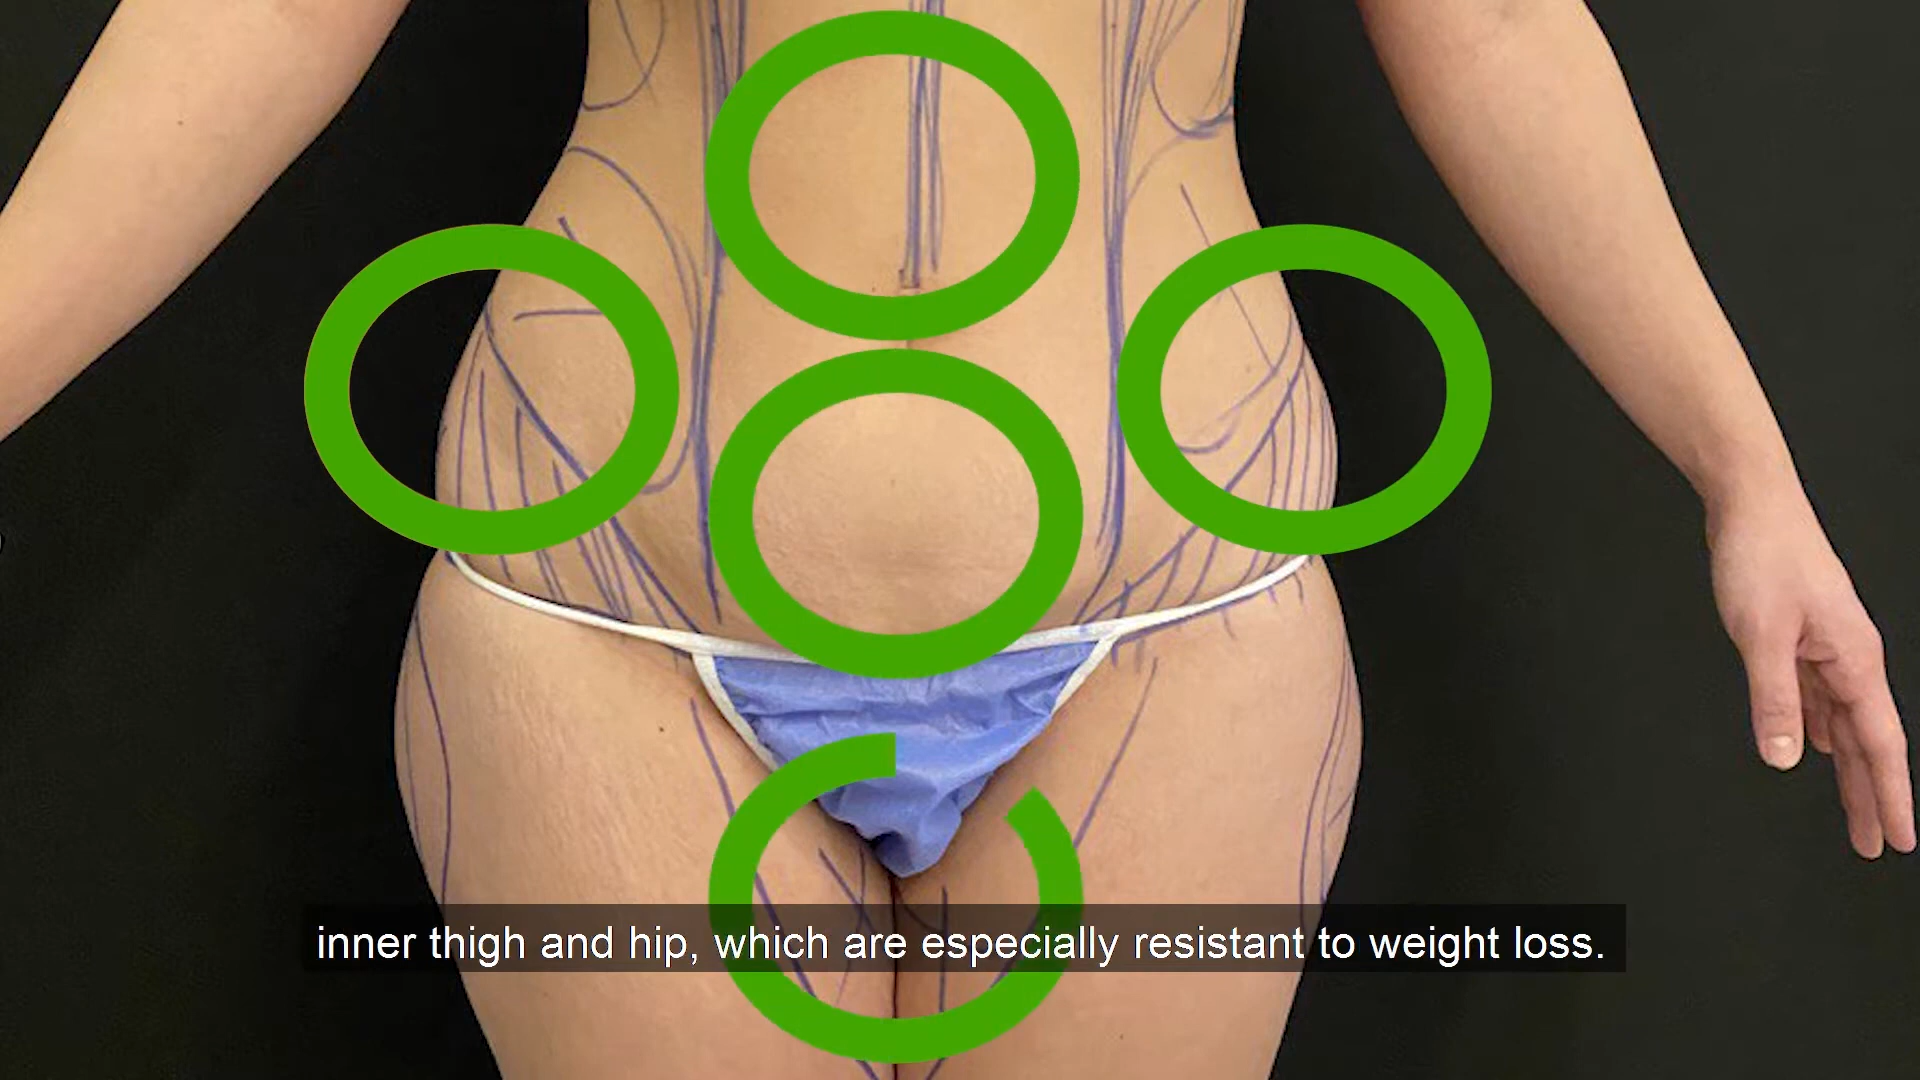 inner thigh and hip, which are especially resistant to weight loss.